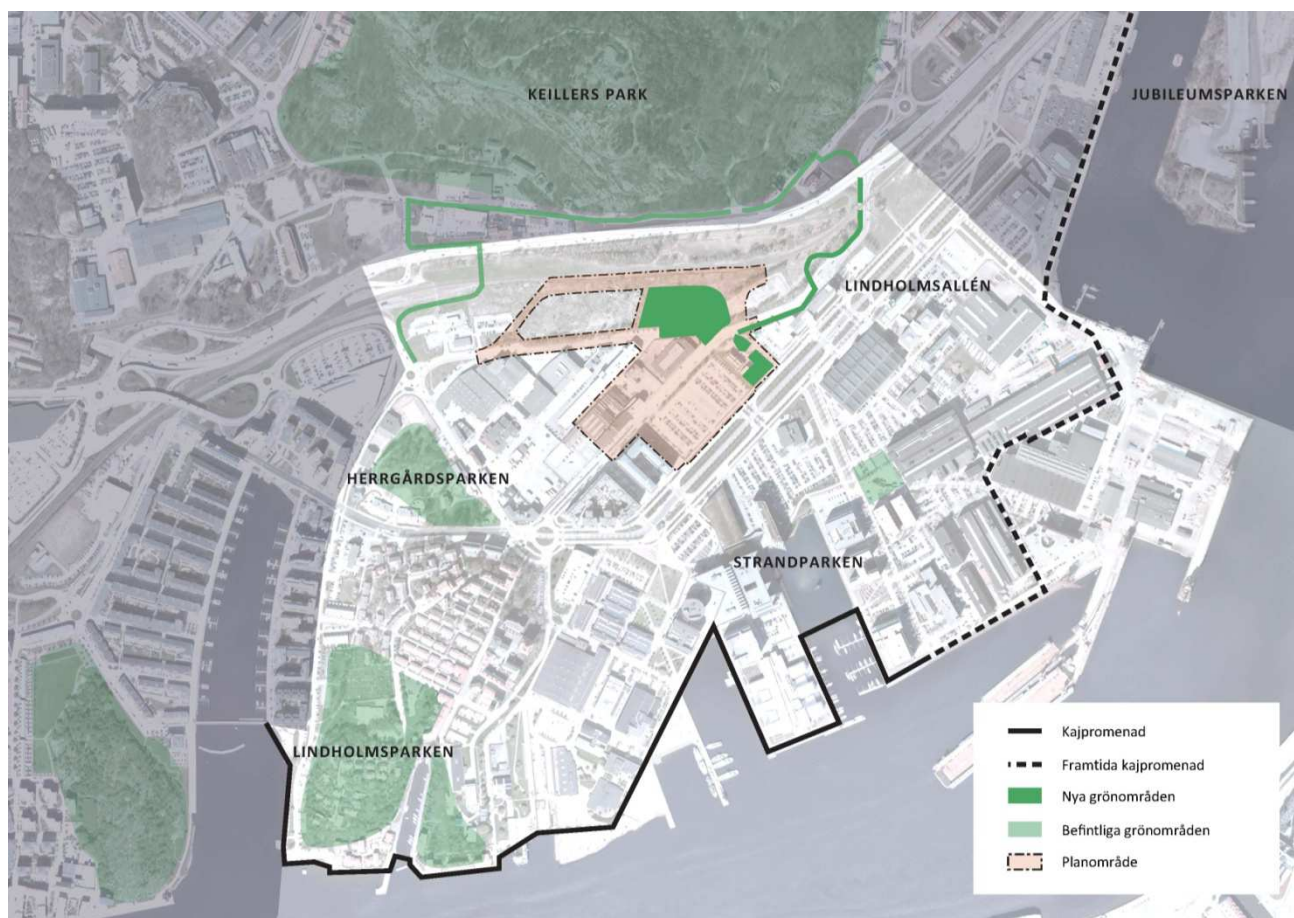 KEILLERS PARK
JUBILEUMSPARKEN
LINDHOLMSALLÉN
HERRGÅRDSPARKEN
STRANDPARKEN
LINDHOLMSPARKEN
Kajpromenad
Framtida kajpromenad
Nya grönområden
Befintliga grönområden
Planområde